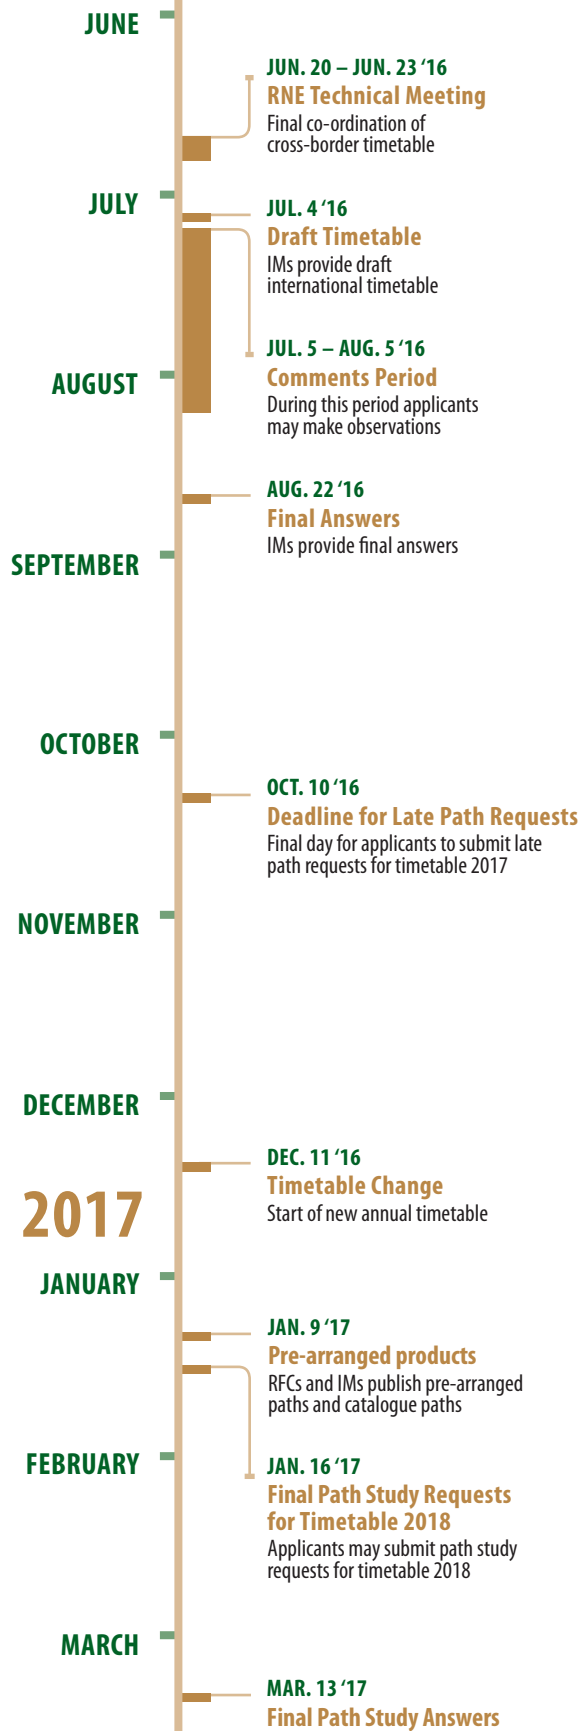 JUNE
JUN. 20 – JUN. 23 ‘16
RNE Technical Meeting
Final co-ordination of
cross-border timetable
JULY
JUL. 4 ‘16
Draft Timetable
IMs provide draft
international timetable
JUL. 5 – AUG. 5 ‘16
AUGUST
Comments Period
During this period applicants
may make observations
AUG. 22 ‘16
Final Answers
IMs provide final answers
SEPTEMBER
OCTOBER
OCT. 10 ‘16
Deadline for Late Path Requests
Final day for applicants to submit late
path requests for timetable 2017
NOVEMBER
DECEMBER
DEC. 11 ‘16
Timetable Change
Start of new annual timetable
2017
JANUARY
JAN. 9 ‘17
Pre-arranged products
RFCs and IMs publish pre-arranged
paths and catalogue paths
FEBRUARY
JAN. 16 ‘17
Final Path Study Requests
for Timetable 2018
Applicants may submit path study
requests for timetable 2018
MARCH
MAR. 13 ‘17
Final Path Study Answers